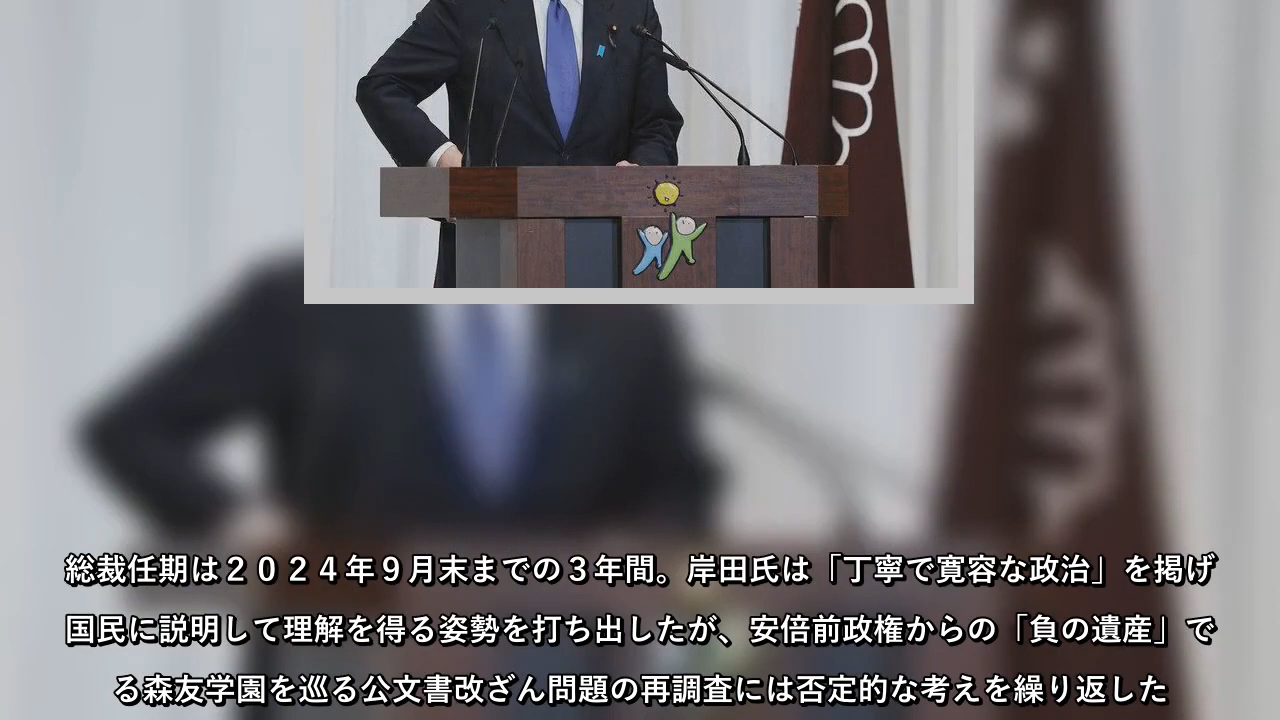 総裁任期は２０２４年９月末までの３年間。岸田氏は「丁寧で寛容な政治」を掲げ
国民に説明して理解を得る姿勢を打ち出したが、安倍前政権からの「負の遺産」で
る森友学園を巡る公文書改ざん問題の再調査には否定的な考えを繰り返した